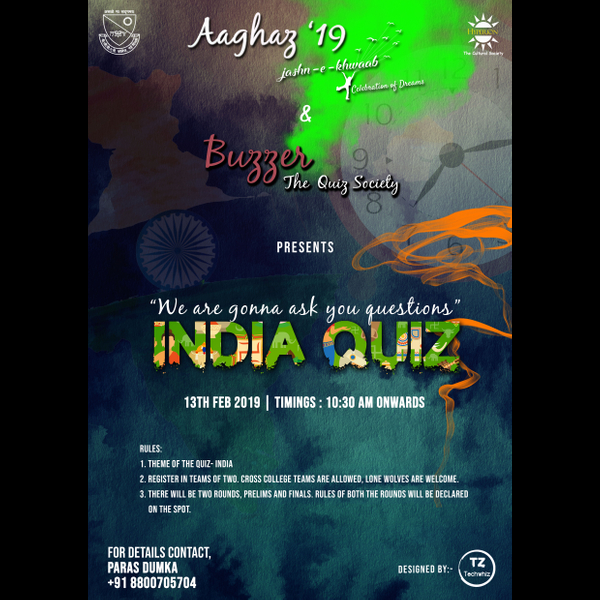 Aaghaz '19
jashn-e-khwaab
Celebration of Dreams
HYPERION
The Cultural Society
&
Buzzer
The Quiz Society
PRESENTS
"We are gonna ask you questions"
INDIA QUIZ
13TH FEB 2019 | TIMINGS : 10:30 AM ONWARDS
RULES:
1. THEME OF THE QUIZ- INDIA
2. REGISTER IN TEAMS OF TWO. CROSS COLLEGE TEAMS ARE ALLOWED, LONE WOLVES ARE WELCOME.
3. THERE WILL BE TWO ROUNDS, PRELIMS AND FINALS. RULES OF BOTH THE ROUNDS WILL BE DECLARED
ON THE SPOT.
FOR DETAILS CONTACT,
PARAS DUMKA
+91 8800705704
DESIGNED BY:-
TZ
Techwhiz